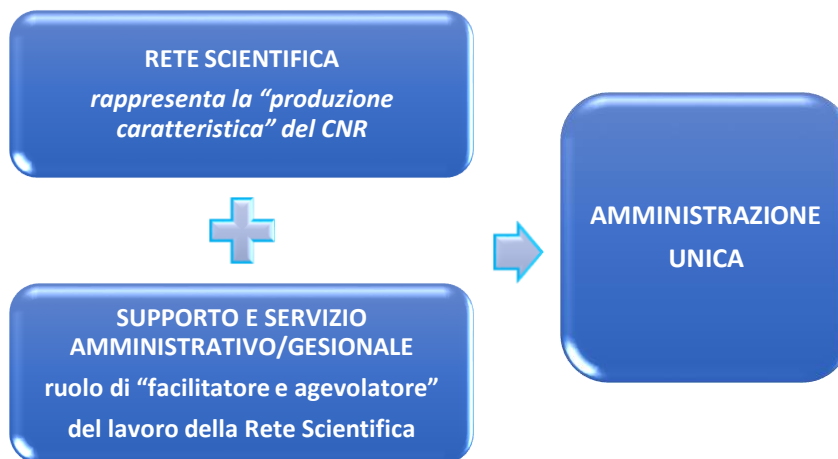 RETE SCIENTIFICA
rappresenta la “produzione
caratteristica” del CNR
SUPPORTO E SERVIZIO
AMMINISTRATIVO/GESIONALE
ruolo di “facilitatore e agevolatore”
del lavoro della Rete Scientifica
AMMINISTRAZIONE
UNICA